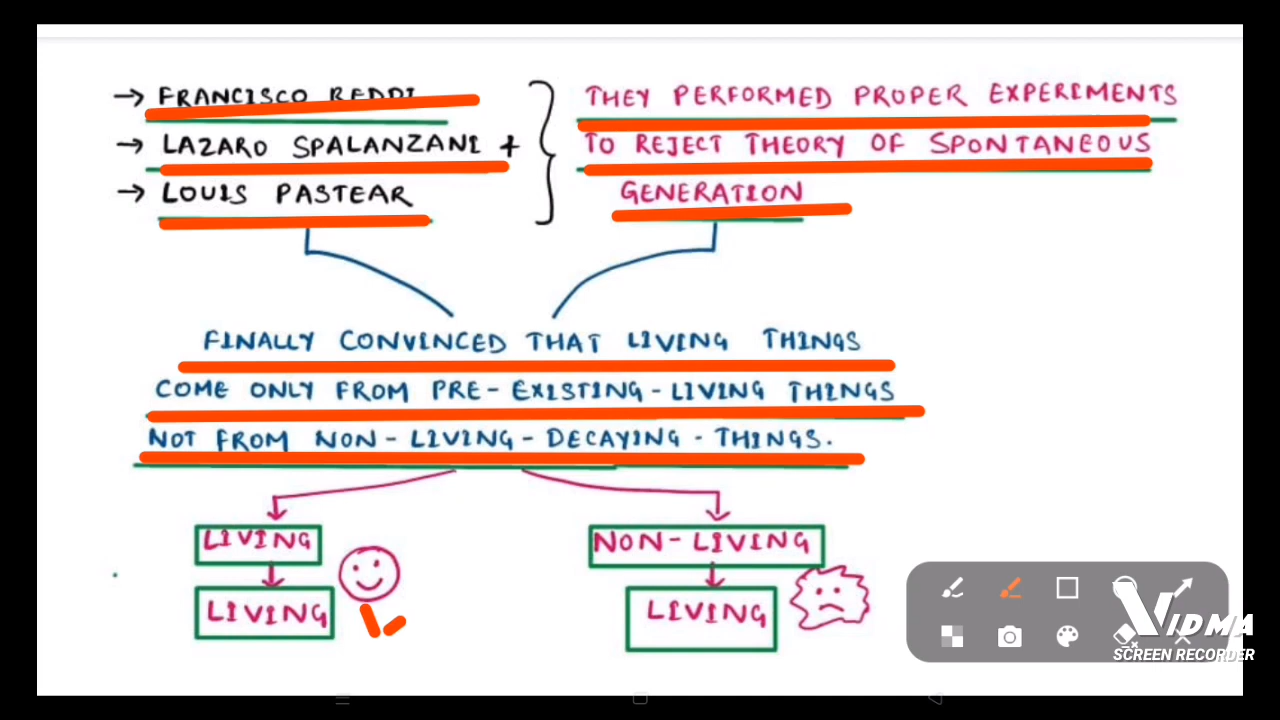 → FRANCISCO REDDI
→ LAZARO SPALANZANI +
→ LOUIS PASTEAR
THEY PERFORMED PROPER EXPERIMENTS
TO REJECT THEORY OF SPONTANEOUS
GENERATION
FINALLY CONVINCED THAT LIVING THINGS
COME ONLY FROM PRE-EXISTING-LIVING THINGS
NOT FROM NON-LIVING-DECAYING-THINGS.
LIVING
LIVING
NON-LIVING
LIVING
VIDMA
SCREEN RECORDER